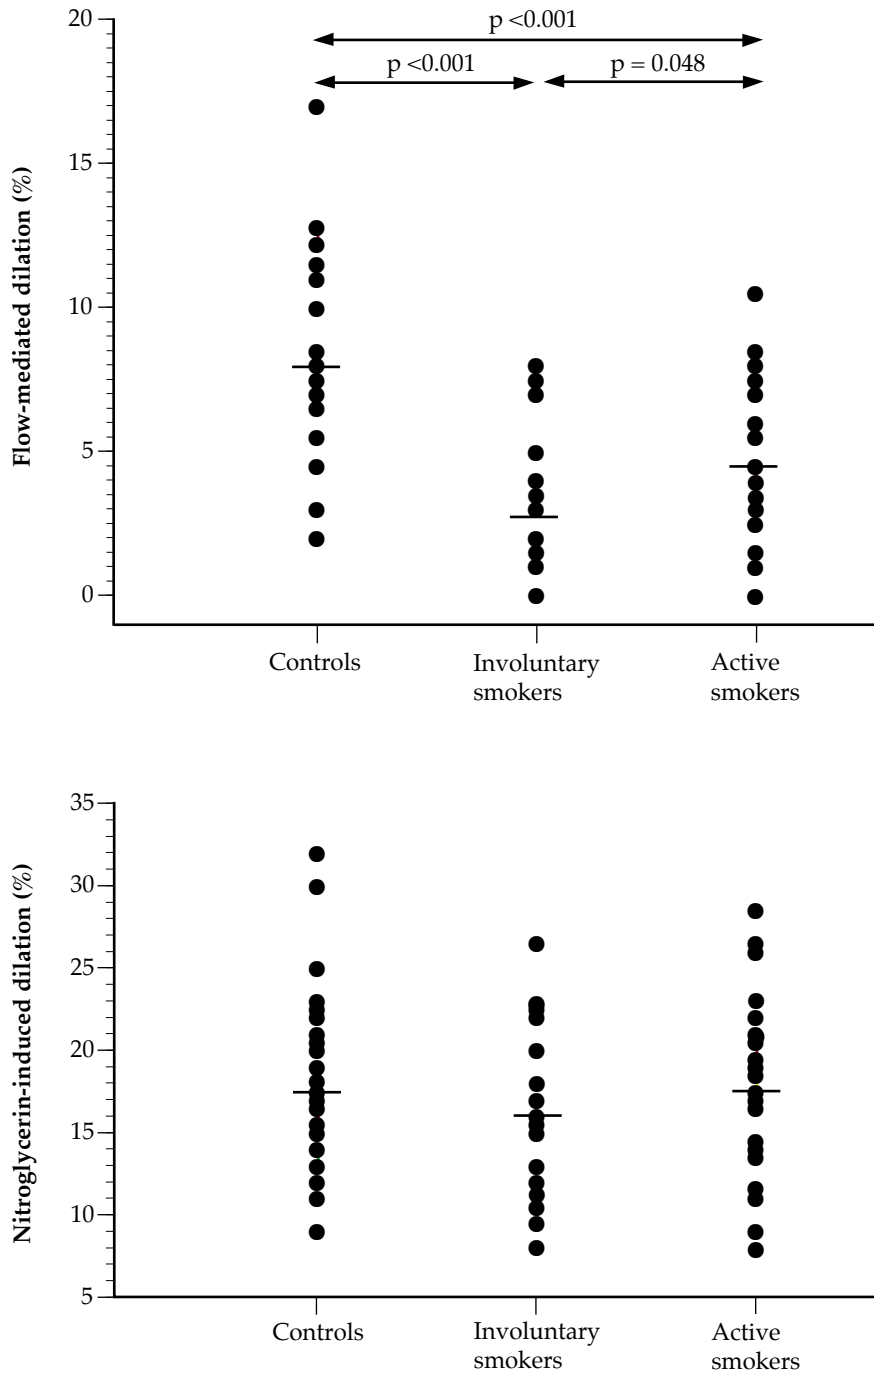 20
p <0.001
p <0.001
p = 0.048
15
10
5
0
Flow-mediated dilation (%)
Controls
Involuntary
smokers
Active
smokers
35
30
25
20
15
10
5
Nitroglycerin-induced dilation (%)
Controls
Involuntary
smokers
Active
smokers